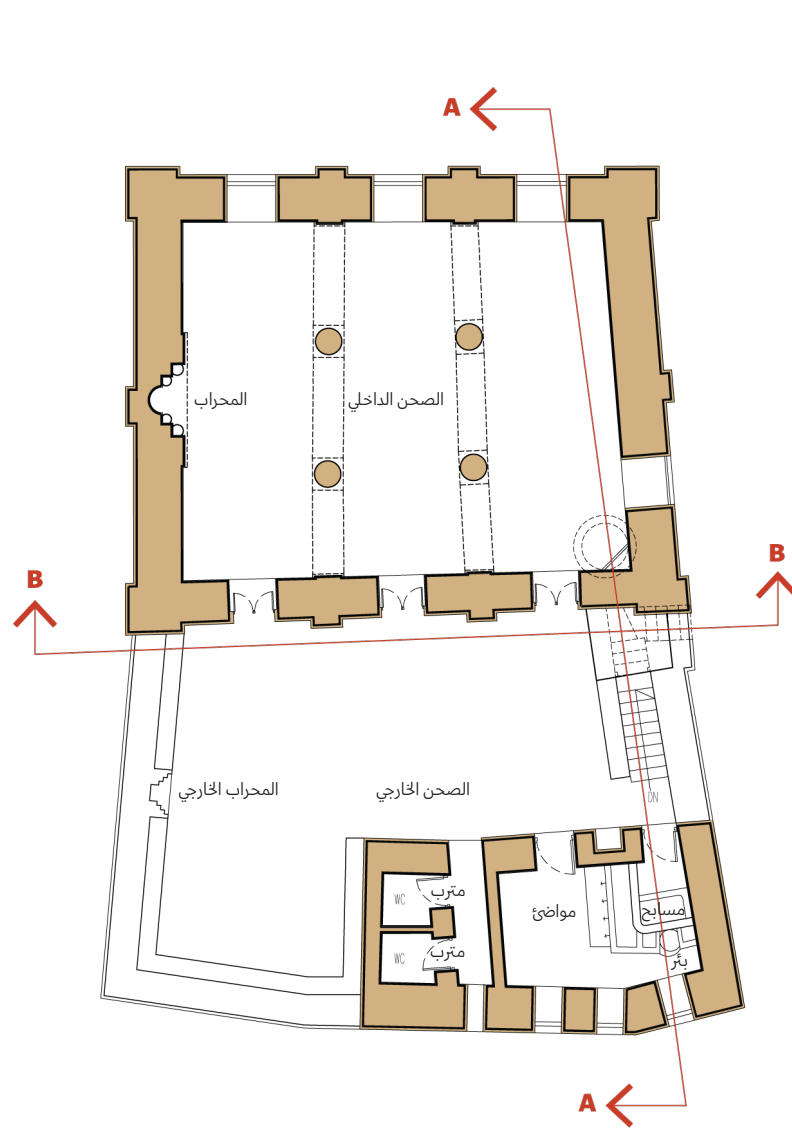 A
المحراب
الصحن الداخلي
B
B
المحراب الخارجي
الصحن الخارجي
DN
WC
مترب
مواضئ
مسابح
WC
مترب
بئر
A